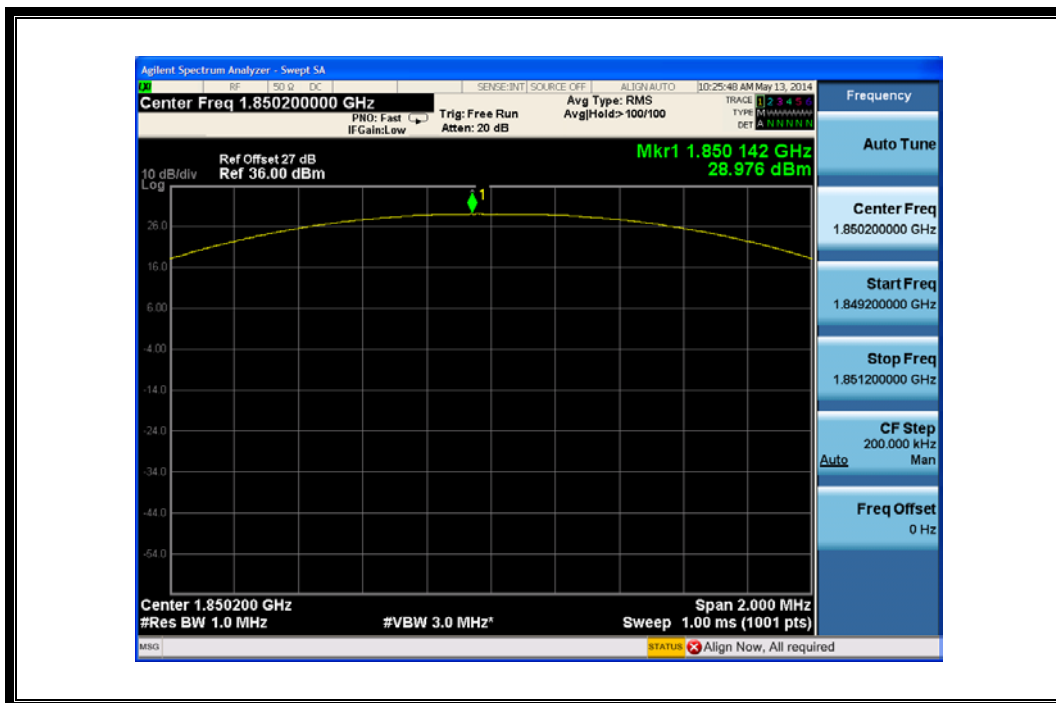 Agilent Spectrum Analyzer - Swept SA
RF 50 Ω DC SENSE:INT SOURCE OFF ALIGN AUTO 10:25:48 AM May 13, 2014
Center Freq 1.850200000 GHz
PNO: Fast
IFGain:Low
Trig: Free Run
Atten: 20 dB
Avg Type: RMS
Avg|Hold:>100/100
TRACE 1 2 3 4 5 6
TYPE M WWWWW
DET A N N N N N
Mkr1 1.850 142 GHz
28.976 dBm
Ref Offset 27 dB
10 dB/div Ref 36.00 dBm
Log
1
26.0
16.0
6.00
-4.00
-14.0
-24.0
-34.0
-44.0
-54.0
Center 1.850200 GHz Span 2.000 MHz
#Res BW 1.0 MHz #VBW 3.0 MHz* Sweep 1.00 ms (1001 pts)
MSG STATUS Align Now, All required
Frequency
Auto Tune
Center Freq
1.850200000 GHz
Start Freq
1.849200000 GHz
Stop Freq
1.851200000 GHz
CF Step
200.000 kHz
Auto Man
Freq Offset
0 Hz